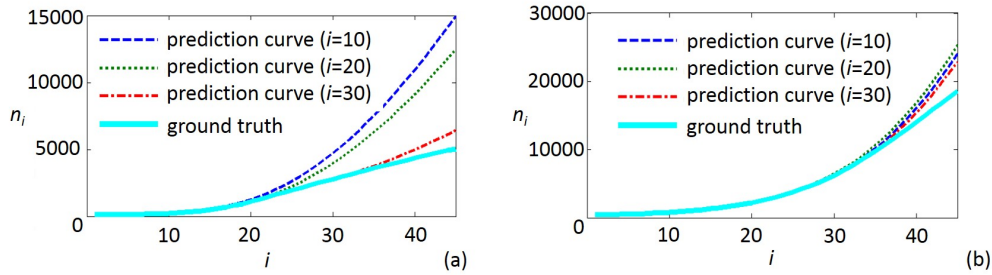 15000
10000
5000
0
n_i
prediction curve (i=10)
prediction curve (i=20)
prediction curve (i=30)
ground truth
10
20
30
40
i
(a)
30000
20000
10000
0
n_i
prediction curve (i=10)
prediction curve (i=20)
prediction curve (i=30)
ground truth
10
20
30
40
i
(b)